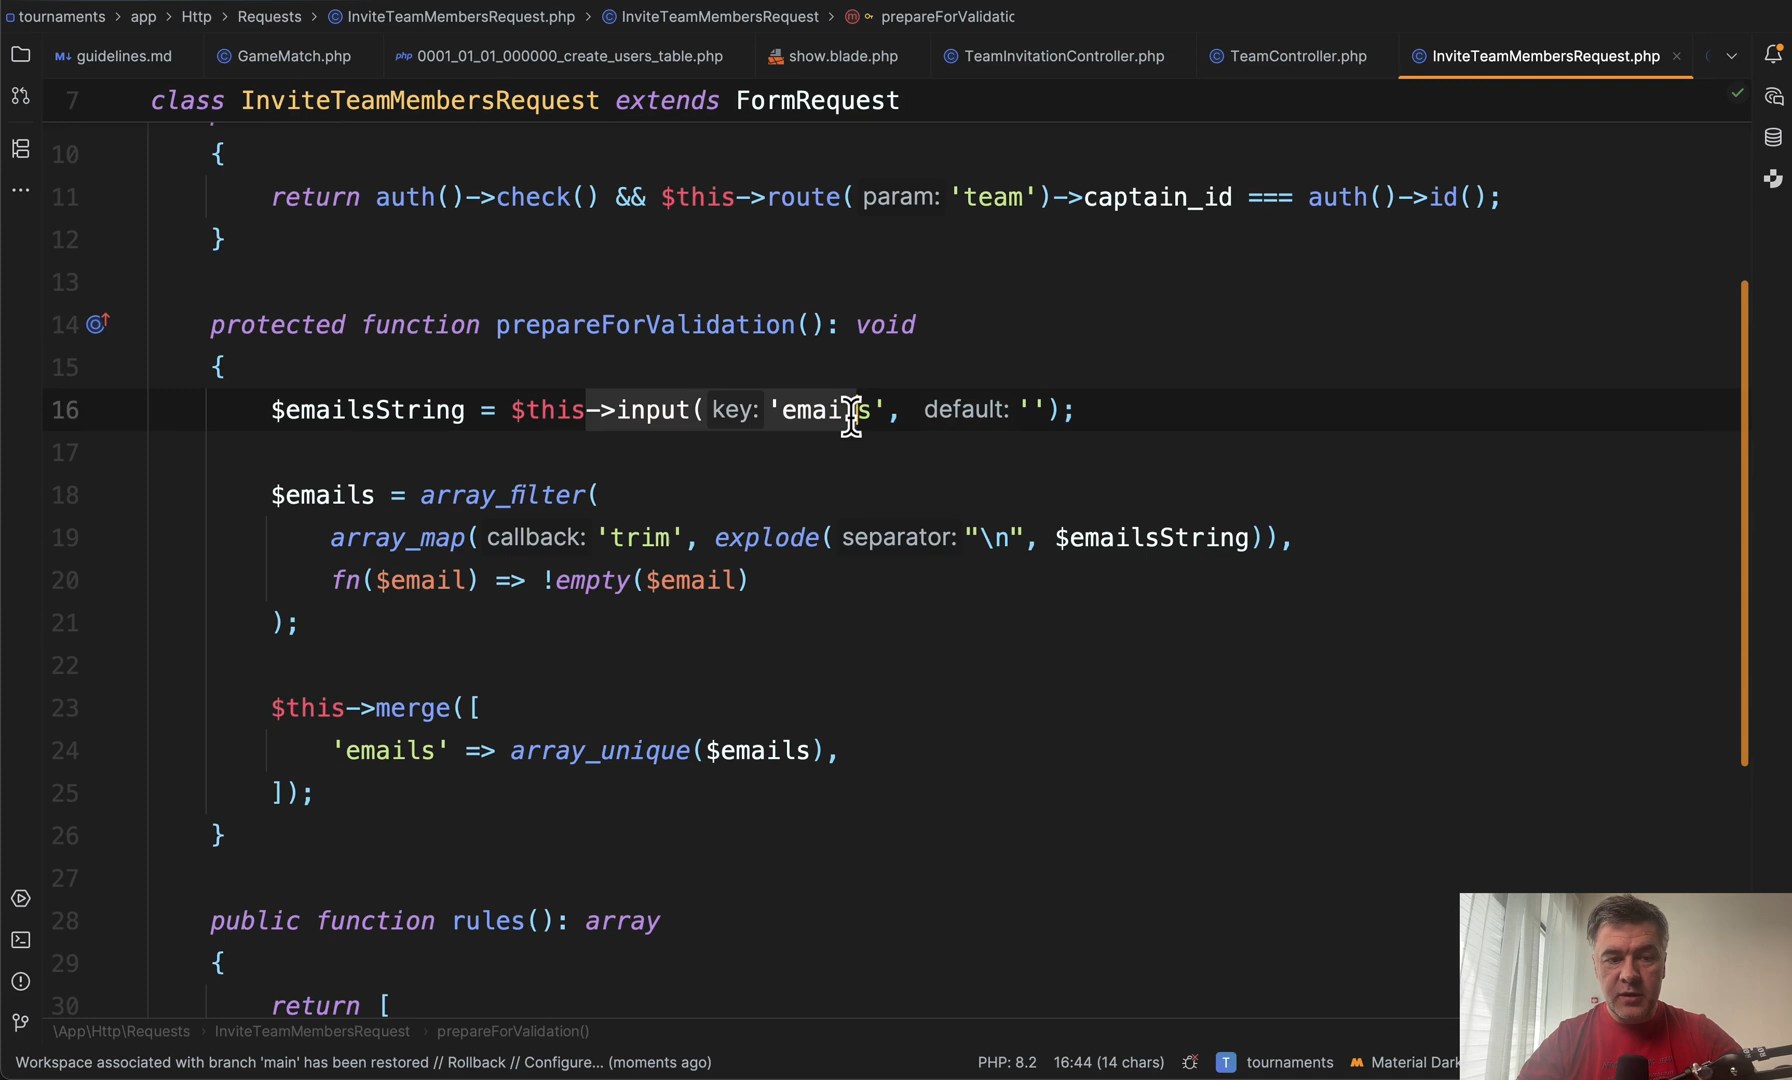 tournaments > app > Http > Requests > InviteTeamMembersRequest.php > InviteTeamMembersRequest > prepareForValidatic
guidelines.md GameMatch.php 0001_01_01_000000_create_users_table.php show.blade.php TeamInvitationController.php TeamController.php InviteTeamMembersRequest.php
7 class InviteTeamMembersRequest extends FormRequest
10 {
11 return auth()->check() && $this->route( param: 'team')->captain_id === auth()->id();
12 }
13
14 protected function prepareForValidation(): void
15 {
16 $emailsString = $this->input( key: 'emails', default: '');
17
18 $emails = array_filter(
19 array_map( callback: 'trim', explode( separator: "\n", $emailsString)),
20 fn($email) => !empty($email)
21 );
22
23 $this->merge([
24 'emails' => array_unique($emails),
25 ]);
26 }
27
28 public function rules(): array
29 {
30 return [
\App\Http\Requests > InviteTeamMembersRequest > prepareForValidation()
Workspace associated with branch 'main' has been restored // Rollback // Configure... (moments ago) PHP: 8.2 16:44 (14 chars) T tournaments Material Dark